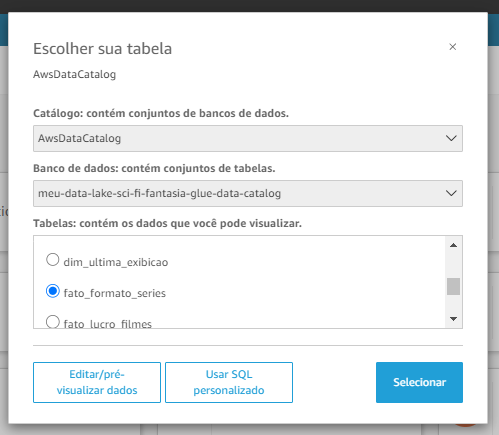 Escolher sua tabela
AwsDataCatalog
Catálogo: contém conjuntos de bancos de dados.
AwsDataCatalog
Banco de dados: contém conjuntos de tabelas.
meu-data-lake-sci-fi-fantasia-glue-data-catalog
Tabelas: contém os dados que você pode visualizar.
dim_ultima_exibicao
fato_formato_series
fato_lucro_filmes
Editar/pré-
visualizar dados
Usar SQL
personalizado
Selecionar